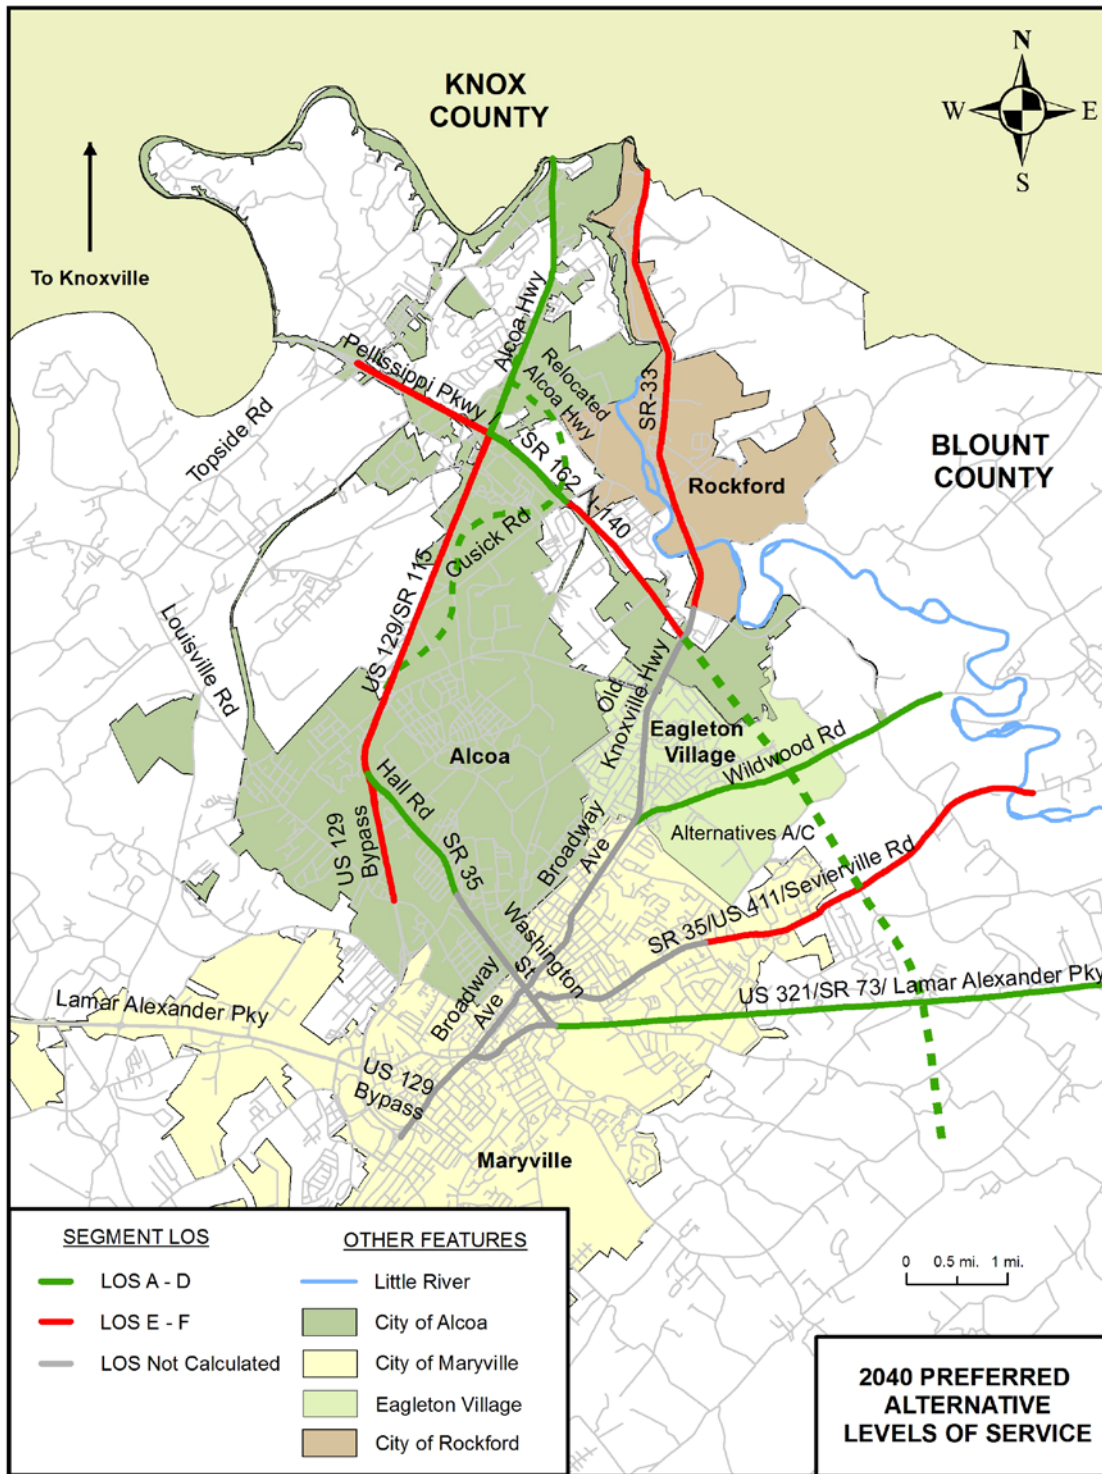 KNOX
COUNTY
N
W
E
S
To Knoxville
Alcoa Hwy
Pellissippi Pkwy /
Relocated
Alcoa Hwy
SR-33
Topside Rd
SR 162 / I-140
Rockford
BLOUNT
COUNTY
Cusick Rd
US 129/SR 115
Louisville Rd
Old
Knoxville Hwy
Eagleton
Village
Wildwood Rd
Alcoa
Hall Rd
SR 35
US 129
Bypass
Broadway
Ave
Alternatives A/C
SR 35/US 411/Sevierville Rd
Washington
St
Broadway
Ave
US 321/SR 73/ Lamar Alexander Pky
Lamar Alexander Pky
US 129
Bypass
Maryville
SEGMENT LOS
LOS A - D
LOS E - F
LOS Not Calculated
OTHER FEATURES
Little River
City of Alcoa
City of Maryville
Eagleton Village
City of Rockford
0 0.5 mi. 1 mi.
2040 PREFERRED
ALTERNATIVE
LEVELS OF SERVICE